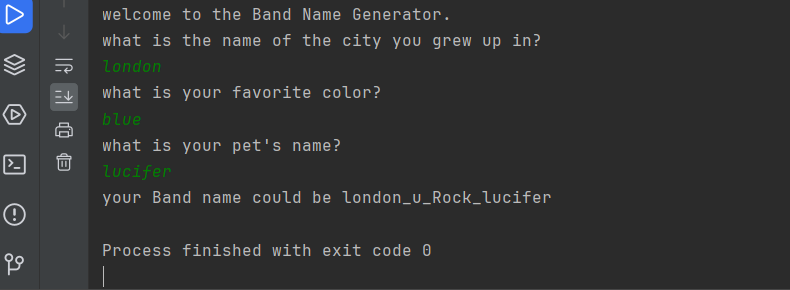 welcome to the Band Name Generator.
what is the name of the city you grew up in?
london
what is your favorite color?
blue
what is your pet's name?
lucifer
your Band name could be london_u_Rock_lucifer
Process finished with exit code 0